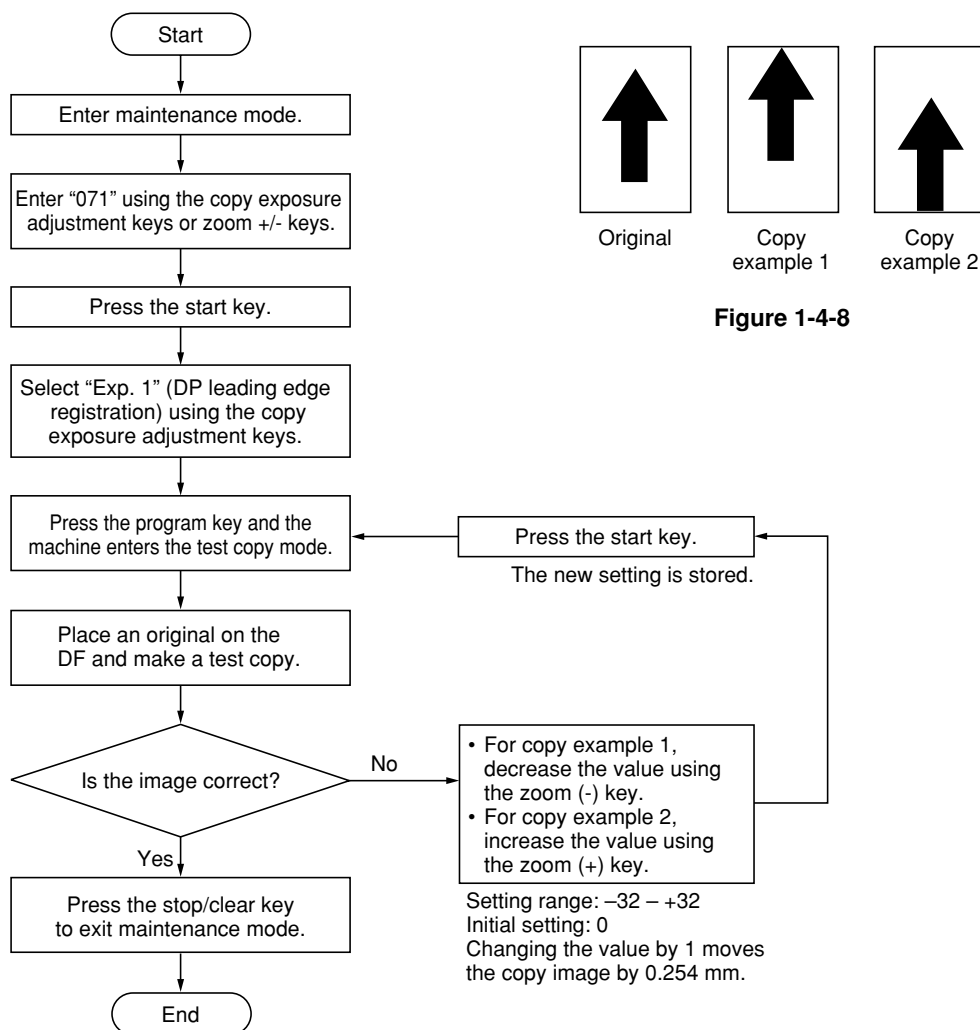 Start
Enter maintenance mode.
Enter “071” using the copy exposure
adjustment keys or zoom +/- keys.
Press the start key.
Select “Exp. 1” (DP leading edge
registration) using the copy
exposure adjustment keys.
Press the program key and the
machine enters the test copy mode.
Press the start key.
The new setting is stored.
Place an original on the
DF and make a test copy.
Is the image correct?
No
Yes
• For copy example 1,
decrease the value using
the zoom (-) key.
• For copy example 2,
increase the value using
the zoom (+) key.
Setting range: –32 – +32
Initial setting: 0
Changing the value by 1 moves
the copy image by 0.254 mm.
Press the stop/clear key
to exit maintenance mode.
End
Original
Copy
example 1
Copy
example 2
Figure 1-4-8